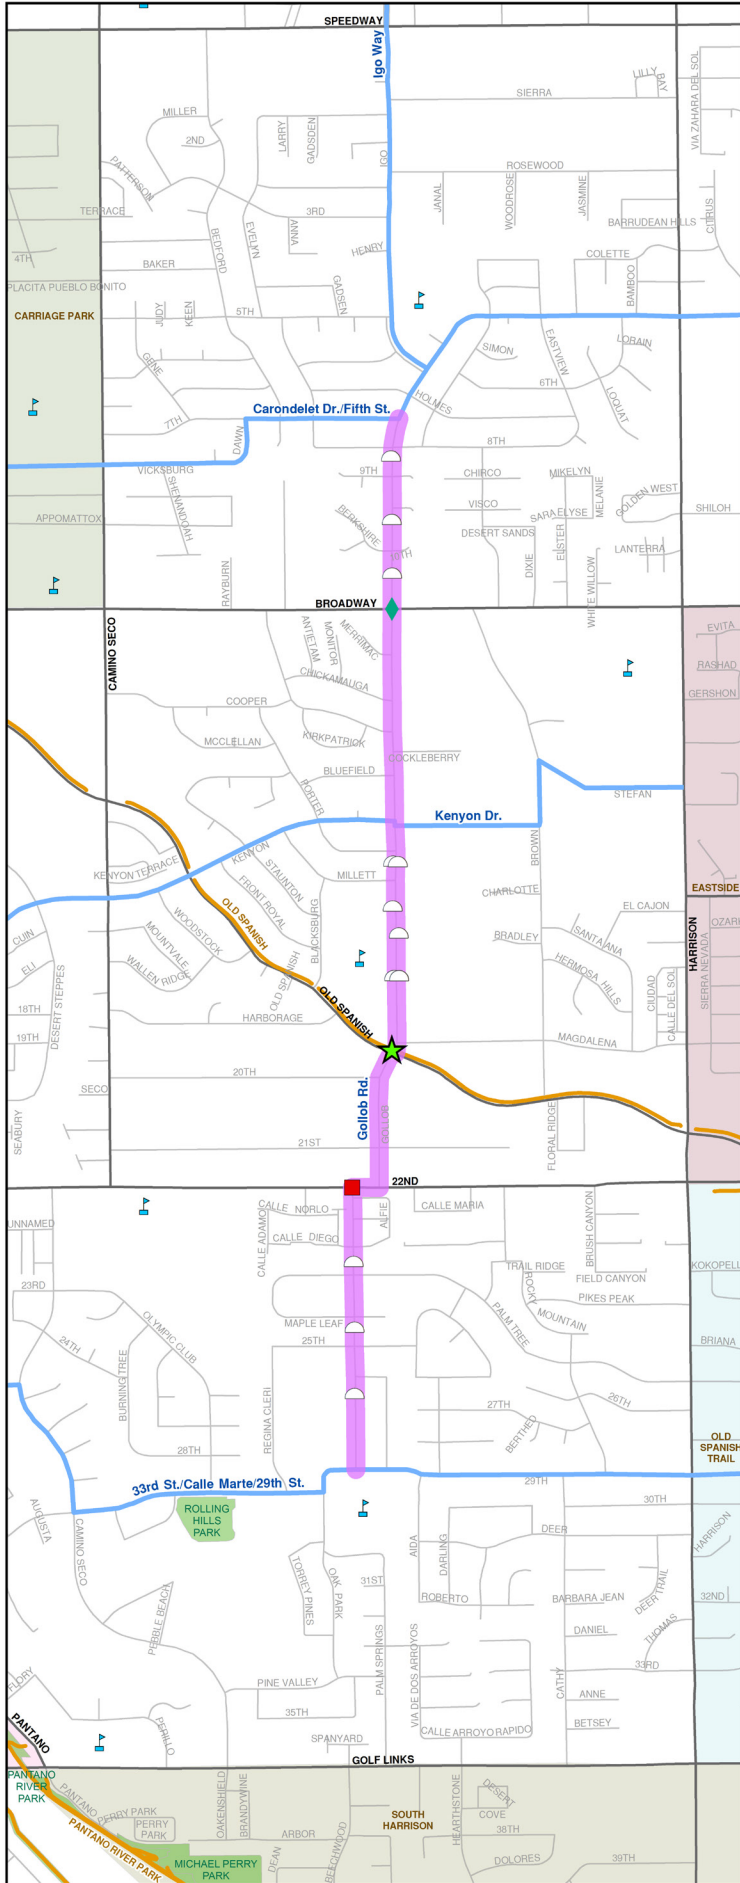 SPEEDWAY
Igo Way
LILLY
BAY
VIA ZAHARA DEL SOL
SIERRA
MILLER
2ND
LARRY
GADSDEN
IGO
PATTERSON
ROSEWOOD
JANAL
WOODROSE
JASMINE
TERRACE
3RD
ANNA
EVELYN
BEDFORD
HENRY
BARRUDEAN HILLS
CITRUS
4TH
BAKER
COLETTE
BAMBOO
PLACITA PUEBLO BONITO
GADSEN
CARRIAGE PARK
JUDY
KEEN
5TH
SIMON
EASTVIEW
LORAIN
GENE
6TH
LOQUAT
Carondelet Dr./Fifth St.
HOLMES
7TH
DAWN
8TH
VICKSBURG
SHENANDOAH
9TH
CHIRCO
MIKELYN
MELANIE
GOLDEN WEST
VISCO
SARA ELYSE
SHILOH
APPOMATTOX
BERKSHIRE
DESERT SANDS
10TH
DIXIE
ELSTER
LANTERRA
RAYBURN
WHITE WILLOW
BROADWAY
CAMINO SECO
ANTIETAM
MONITOR
MERRIMAC
EVITA
RASHAD
CHICKAMAUGA
GERSHON
COOPER
MCCLELLAN
KIRKPATRICK
COCKLEBERRY
BLUEFIELD
PORTER
STEFAN
Kenyon Dr.
KENYON
BROWN
KENYON TERRACE
STAUNTON
MILLETT
FRONT ROYAL
CHARLOTTE
EASTSIDE
OLD SPANISH
BLACKSBURG
EL CAJON
WOODSTOCK
OZARK
CUIN
MOUNTVALE
BRADLEY
SANTA ANA
HARRISON
SIERRA NEVADA
ELI
WALLEN RIDGE
OLD SPANISH
HERMOSA HILLS
CIUDAD
CALLE DEL SOL
DESERT STEPPES
OLD SPANISH
18TH
HARBORAGE
19TH
MAGDALENA
20TH
SECO
Gollob Rd.
GOLLOB
SEABURY
21ST
FLORAL RIDGE
22ND
CALLE NORLO
CALLE ADAMO
ALFIE
CALLE MARIA
UNNAMED
CALLE DIEGO
BRUSH CANYON
TRAIL RIDGE
KOKOPELLI
FIELD CANYON
23RD
ROCKY
PIKES PEAK
MOUNTAIN
PALM TREE
MAPLE LEAF
24TH
OLYMPIC CLUB
25TH
BRIANA
BURNING TREE
REGINA CLERI
27TH
26TH
BERTHED
28TH
OLD
SPANISH
TRAIL
33rd St./Calle Marte/29th St.
29TH
ROLLING
HILLS
PARK
30TH
AUGUSTA
CAMINO SECO
AIDA
DARLING
DEER
HARRISON
TORREY PINES
OAK PARK
31ST
PEBBLE BEACH
ROBERTO
BARBARA JEAN
DEER TRAIL
32ND
PALM SPRINGS
VIA DE DOS ARROYOS
DANIEL
THOMAS
33RD
FLORY
PINE VALLEY
CATHY
ANNE
35TH
PERILLO
BETSEY
PANTANO
SPANYARD
CALLE ARROYO RAPIDO
GOLF LINKS
PANTANO
RIVER
PARK
PANTANO
PERRY PARK
PERRY
PARK
OAKENSHIELD
BRANDYWINE
HEARTHSTONE
DESERT
COVE
SOUTH
HARRISON
PANTANO RIVER PARK
ARBOR
DEAN
BEECHWOOD
38TH
DOLORES
39TH
MICHAEL PERRY
PARK